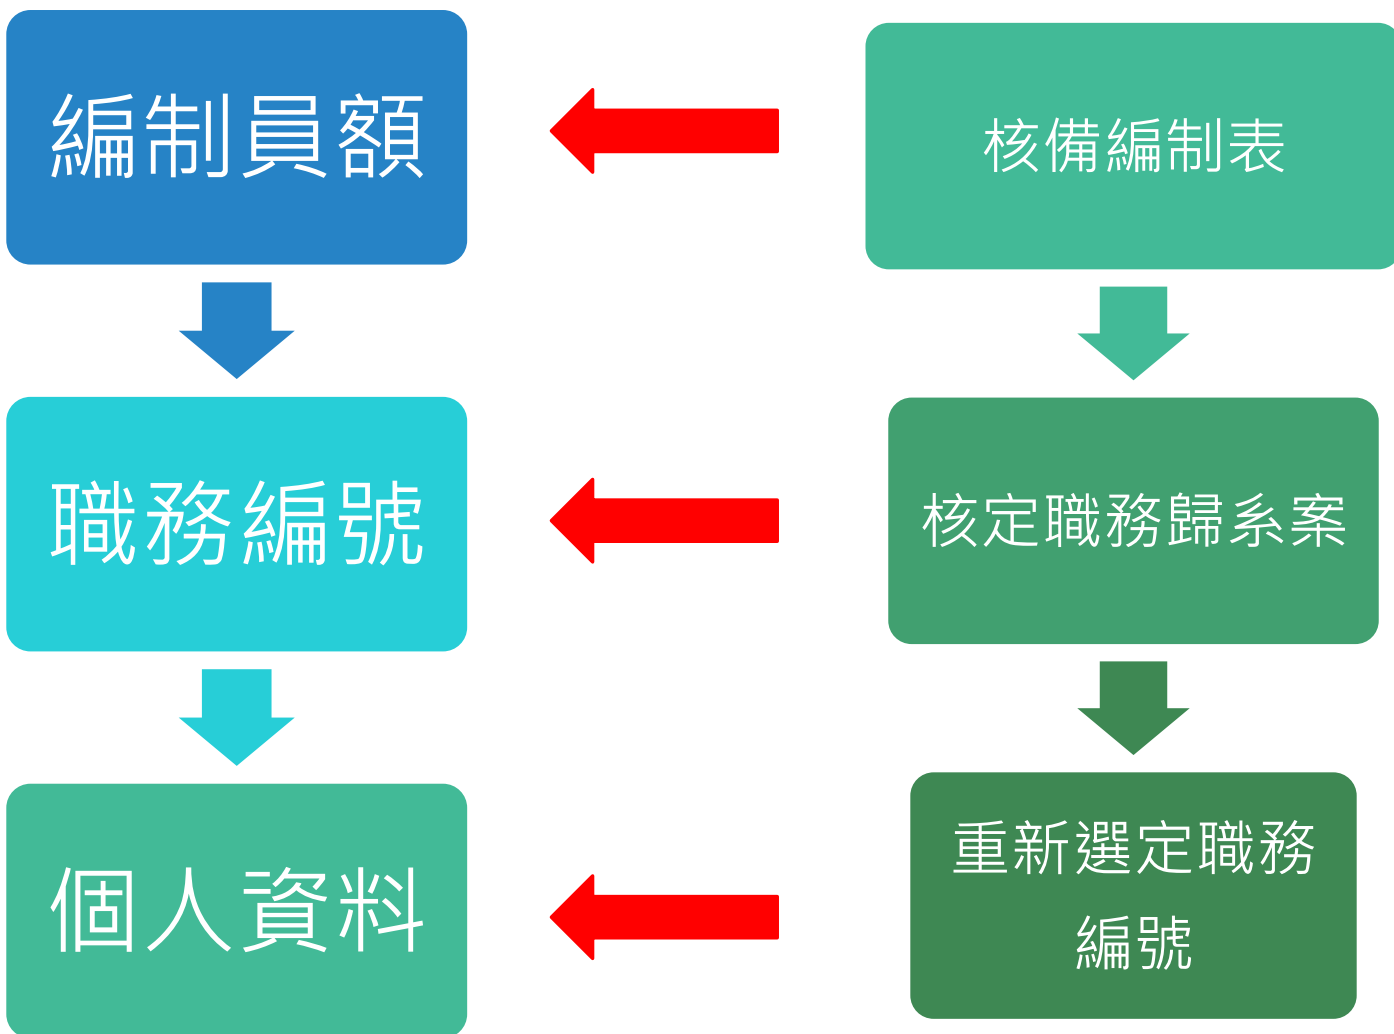 編制員額
核備編制表
職務編號
核定職務歸系案
個人資料
重新選定職務
編號